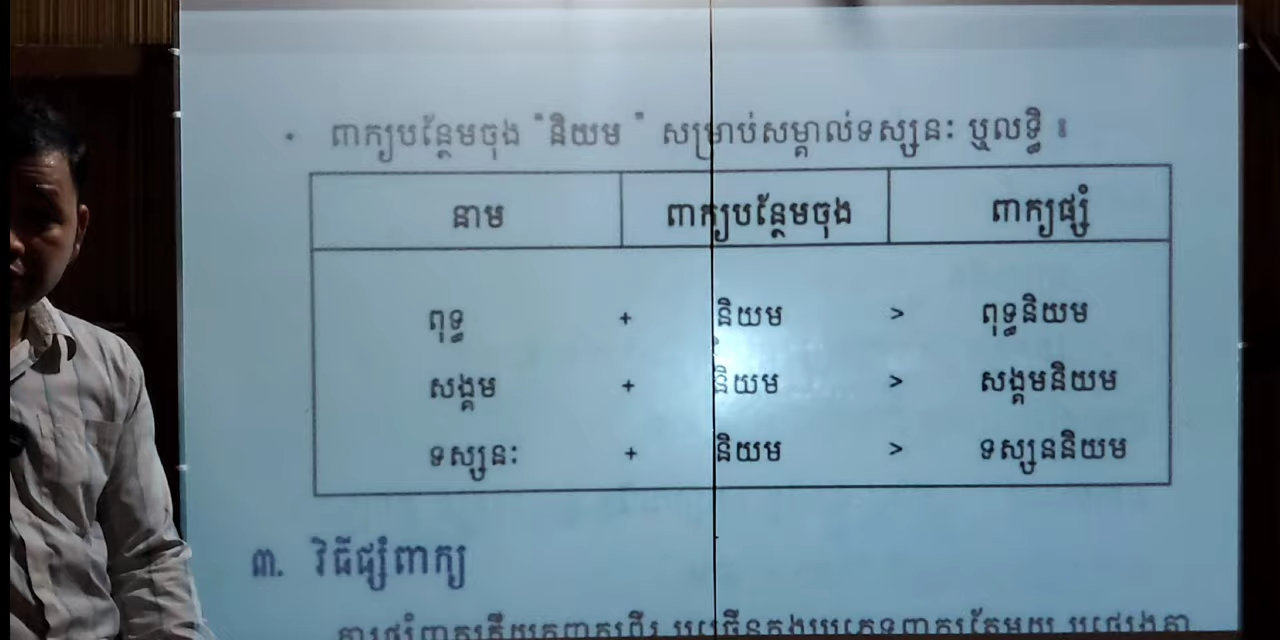 • ពាក្យបន្ថែមចុង "និយម " សម្រាប់សម្គាល់ទស្សនៈ ឬលទ្ធិ ៖
នាម ពាក្យបន្ថែមចុង ពាក្យផ្សំ
ពុទ្ធ + និយម > ពុទ្ធនិយម
សង្គម + និយម > សង្គមនិយម
ទស្សនៈ + និយម > ទស្សននិយម
៣. វិធីផ្សំពាក្យ